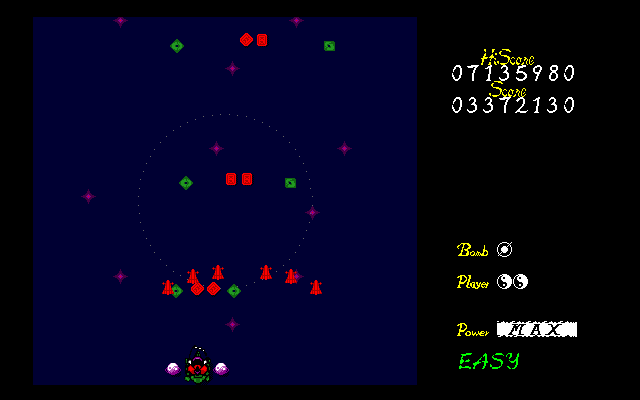 HiScore
07135980
Score
03372130
Bomb
Player
Power MAX
EASY